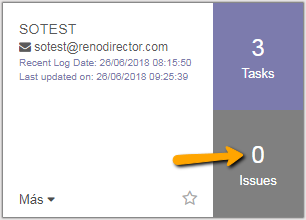 SOTEST
sotest@renodirector.com
Recent Log Date: 26/06/2018 08:15:50
Last updated on: 26/06/2018 09:25:39
Más
3
Tasks
0
Issues